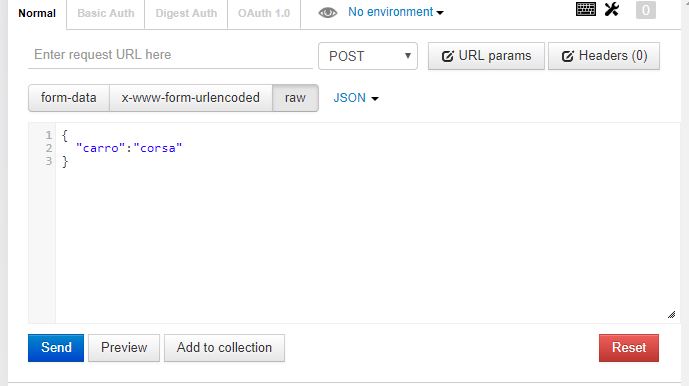 Normal Basic Auth Digest Auth OAuth 1.0 No environment 0
Enter request URL here POST URL params Headers (0)
form-data x-www-form-urlencoded raw JSON
1 {
2 "carro":"corsa"
3 }
Send Preview Add to collection Reset